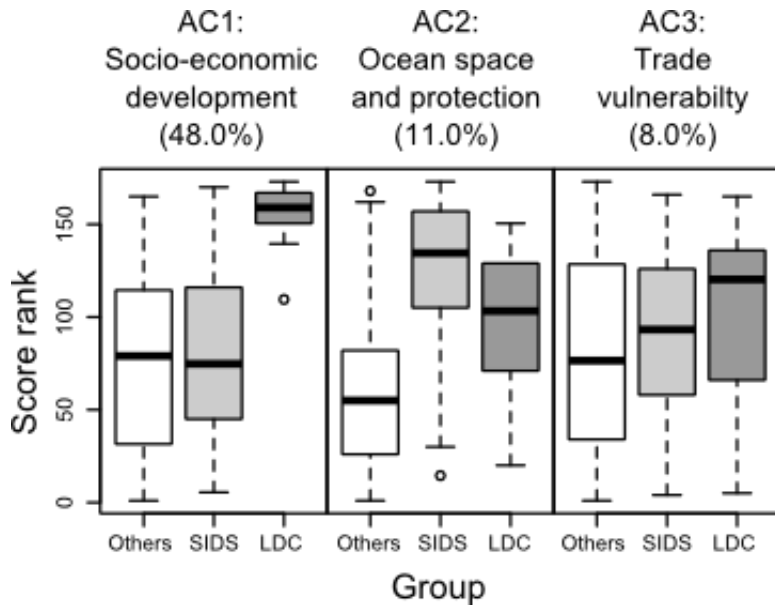 AC1:
Socio-economic
development
(48.0%)
AC2:
Ocean space
and protection
(11.0%)
AC3:
Trade
vulnerabilty
(8.0%)
Score rank
150
100
50
0
Others SIDS LDC
Others SIDS LDC
Others SIDS LDC
Group